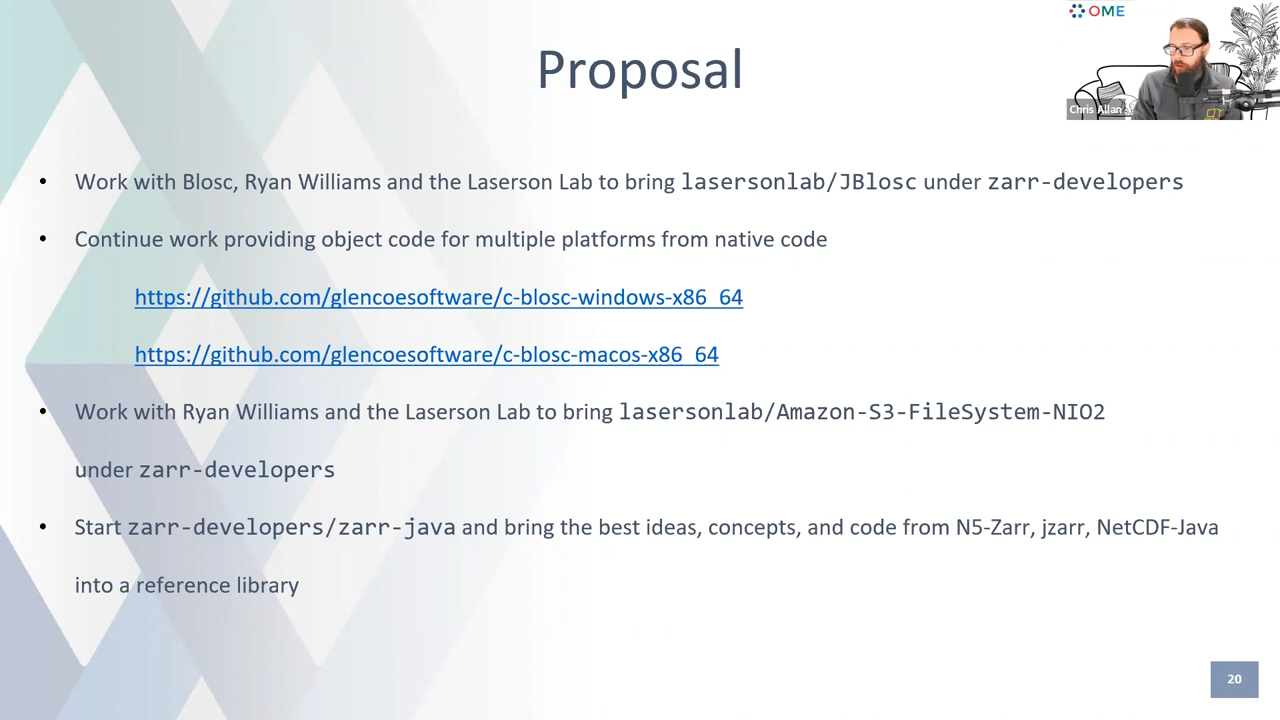 OME
Proposal
Chris Allan
• Work with Blosc, Ryan Williams and the Laserson Lab to bring lasersonlab/JBlosc under zarr-developers
• Continue work providing object code for multiple platforms from native code
https://github.com/glencoesoftware/c-blosc-windows-x86_64
https://github.com/glencoesoftware/c-blosc-macos-x86_64
• Work with Ryan Williams and the Laserson Lab to bring lasersonlab/Amazon-S3-FileSystem-NIO2
under zarr-developers
• Start zarr-developers/zarr-java and bring the best ideas, concepts, and code from N5-Zarr, jzarr, NetCDF-Java
into a reference library
20